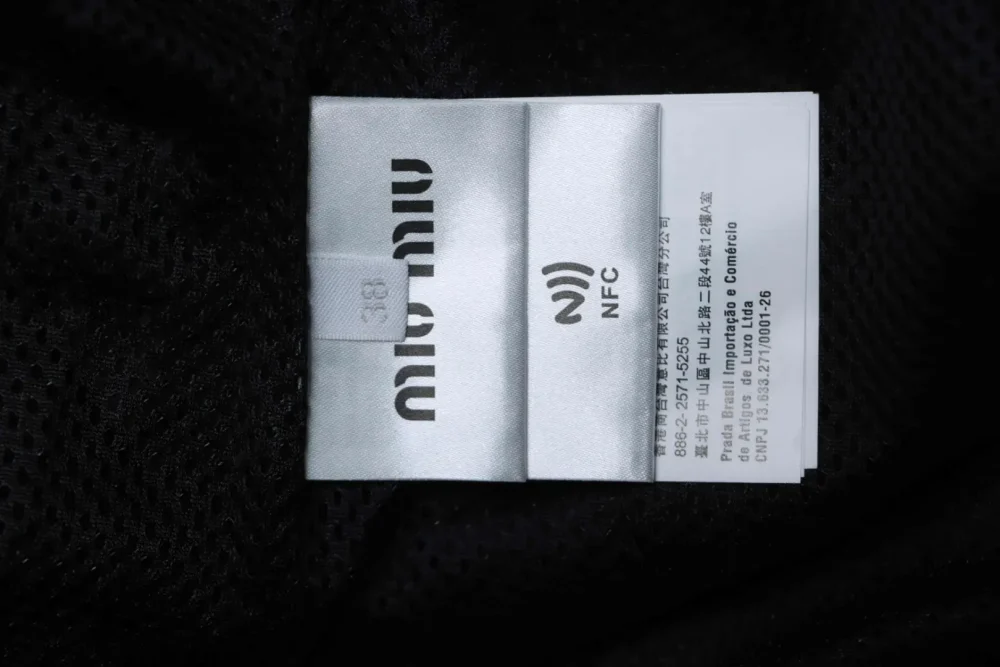 miu miu
38
NFC
香港商台灣惠比有限公司台灣分公司
886-2-2571-5255
臺北市中山區中山北路二段44號12樓A室
Prada Brasil Importação e Comércio
de Artigos de Luxo Ltda
CNPJ 13.633.271/0001-26